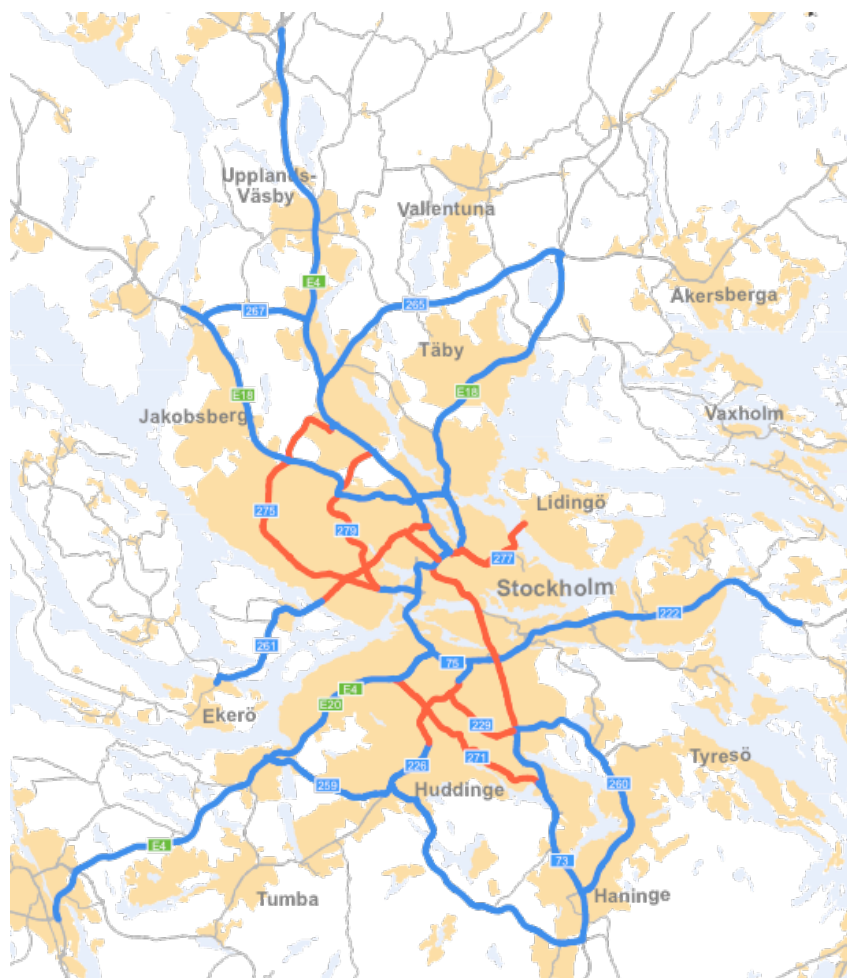 Upplands-
Väsby
Vallentuna
E4
Åkersberga
267
265
Täby
E18
E18
Jakobsberg
Vaxholm
Lidingö
275
279
277
Stockholm
222
261
75
E4
E20
Ekerö
229
Tyresö
226
271
259
Huddinge
260
E4
73
Tumba
Haninge